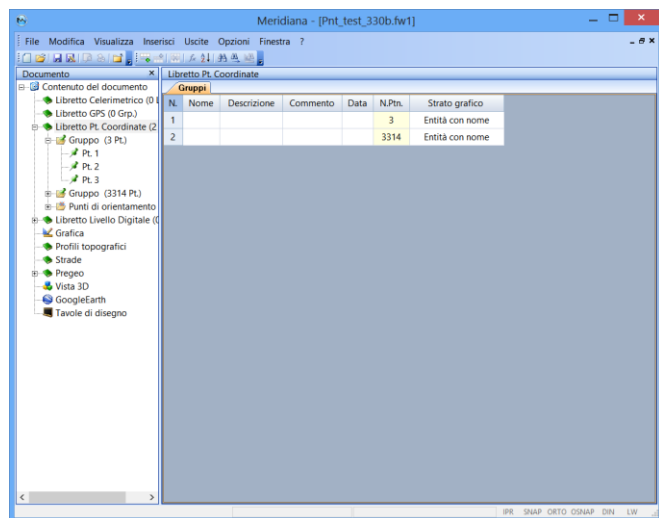 Meridiana - [Pnt_test_330b.fw1]
File Modifica Visualizza Inserisci Uscite Opzioni Finestra ?
Documento
Libretto Pt. Coordinate
Contenuto del documento
Gruppi
Libretto Celerimetrico (0
N. Nome Descrizione Commento Data N.Ptn. Strato grafico
Libretto GPS (0 Grp.)
1 3 Entità con nome
Libretto Pt. Coordinate (2
2 3314 Entità con nome
Gruppo (3 Pt.)
Pt. 1
Pt. 2
Pt. 3
Gruppo (3314 Pt.)
Punti di orientamento
Libretto Livello Digitale (0
Grafica
Profili topografici
Strade
Pregeo
Vista 3D
GoogleEarth
Tavole di disegno
IPR SNAP ORTO OSNAP DIN LW